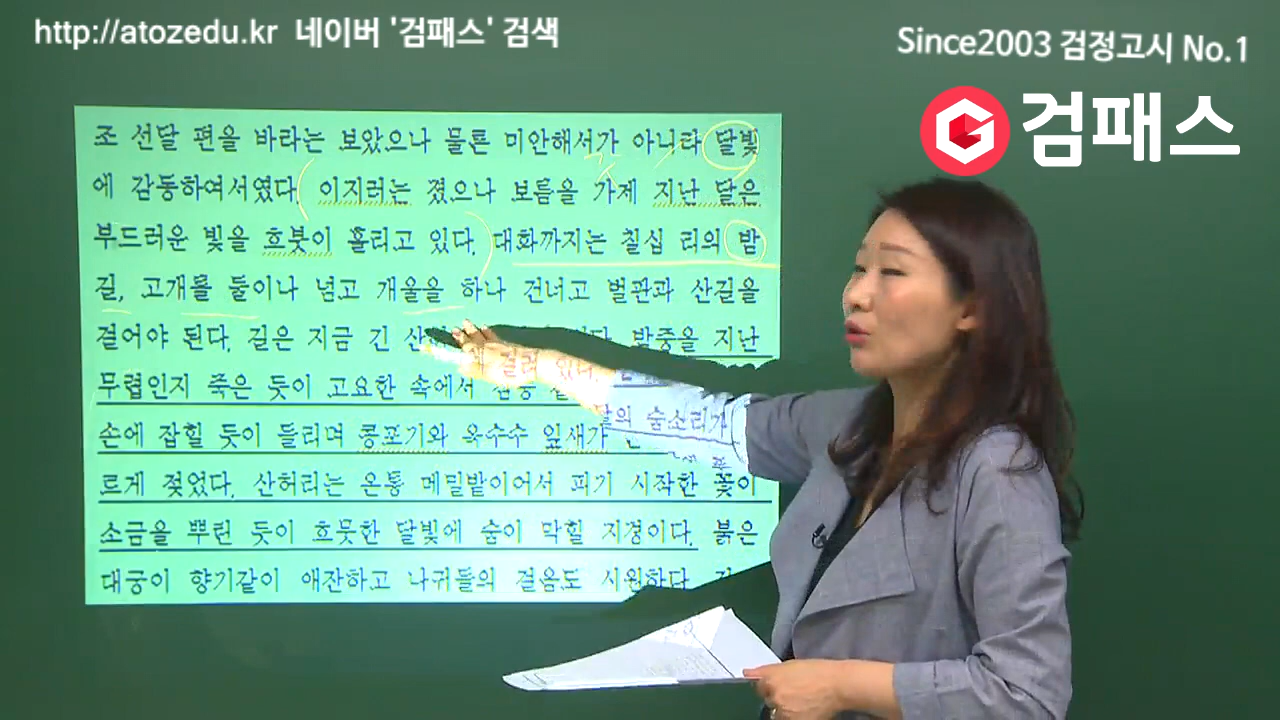 http://atozedu.kr 네이버 '검패스' 검색
Since2003 검정고시 No.1
검패스
조 선달 편을 바라는 보았으나 물론 미안해서가 아니라 달빛
에 감동하여서였다. 이지러는 졌으나 보름을 가제 지난 달은
부드러운 빛을 흐붓이 흘리고 있다. 대화까지는 칠십 리의 밤
길, 고개를 둘이나 넘고 개울을 하나 건너고 벌판과 산길을
걸어야 된다. 길은 지금 긴 걸려 있다. 밤중을 지난
무렵인지 죽은 듯이 고요한 속에서 달의 숨소리가
손에 잡힐 듯이 들리며 콩포기와 옥수수 잎새가
르게 젖었다. 산허리는 온통 메밀밭이어서 피기 시작한 꽃이
소금을 뿌린 듯이 흐뭇한 달빛에 숨이 막힐 지경이다. 붉은
대궁이 향기같이 애잔하고 나귀들의 걸음도 시원하다.